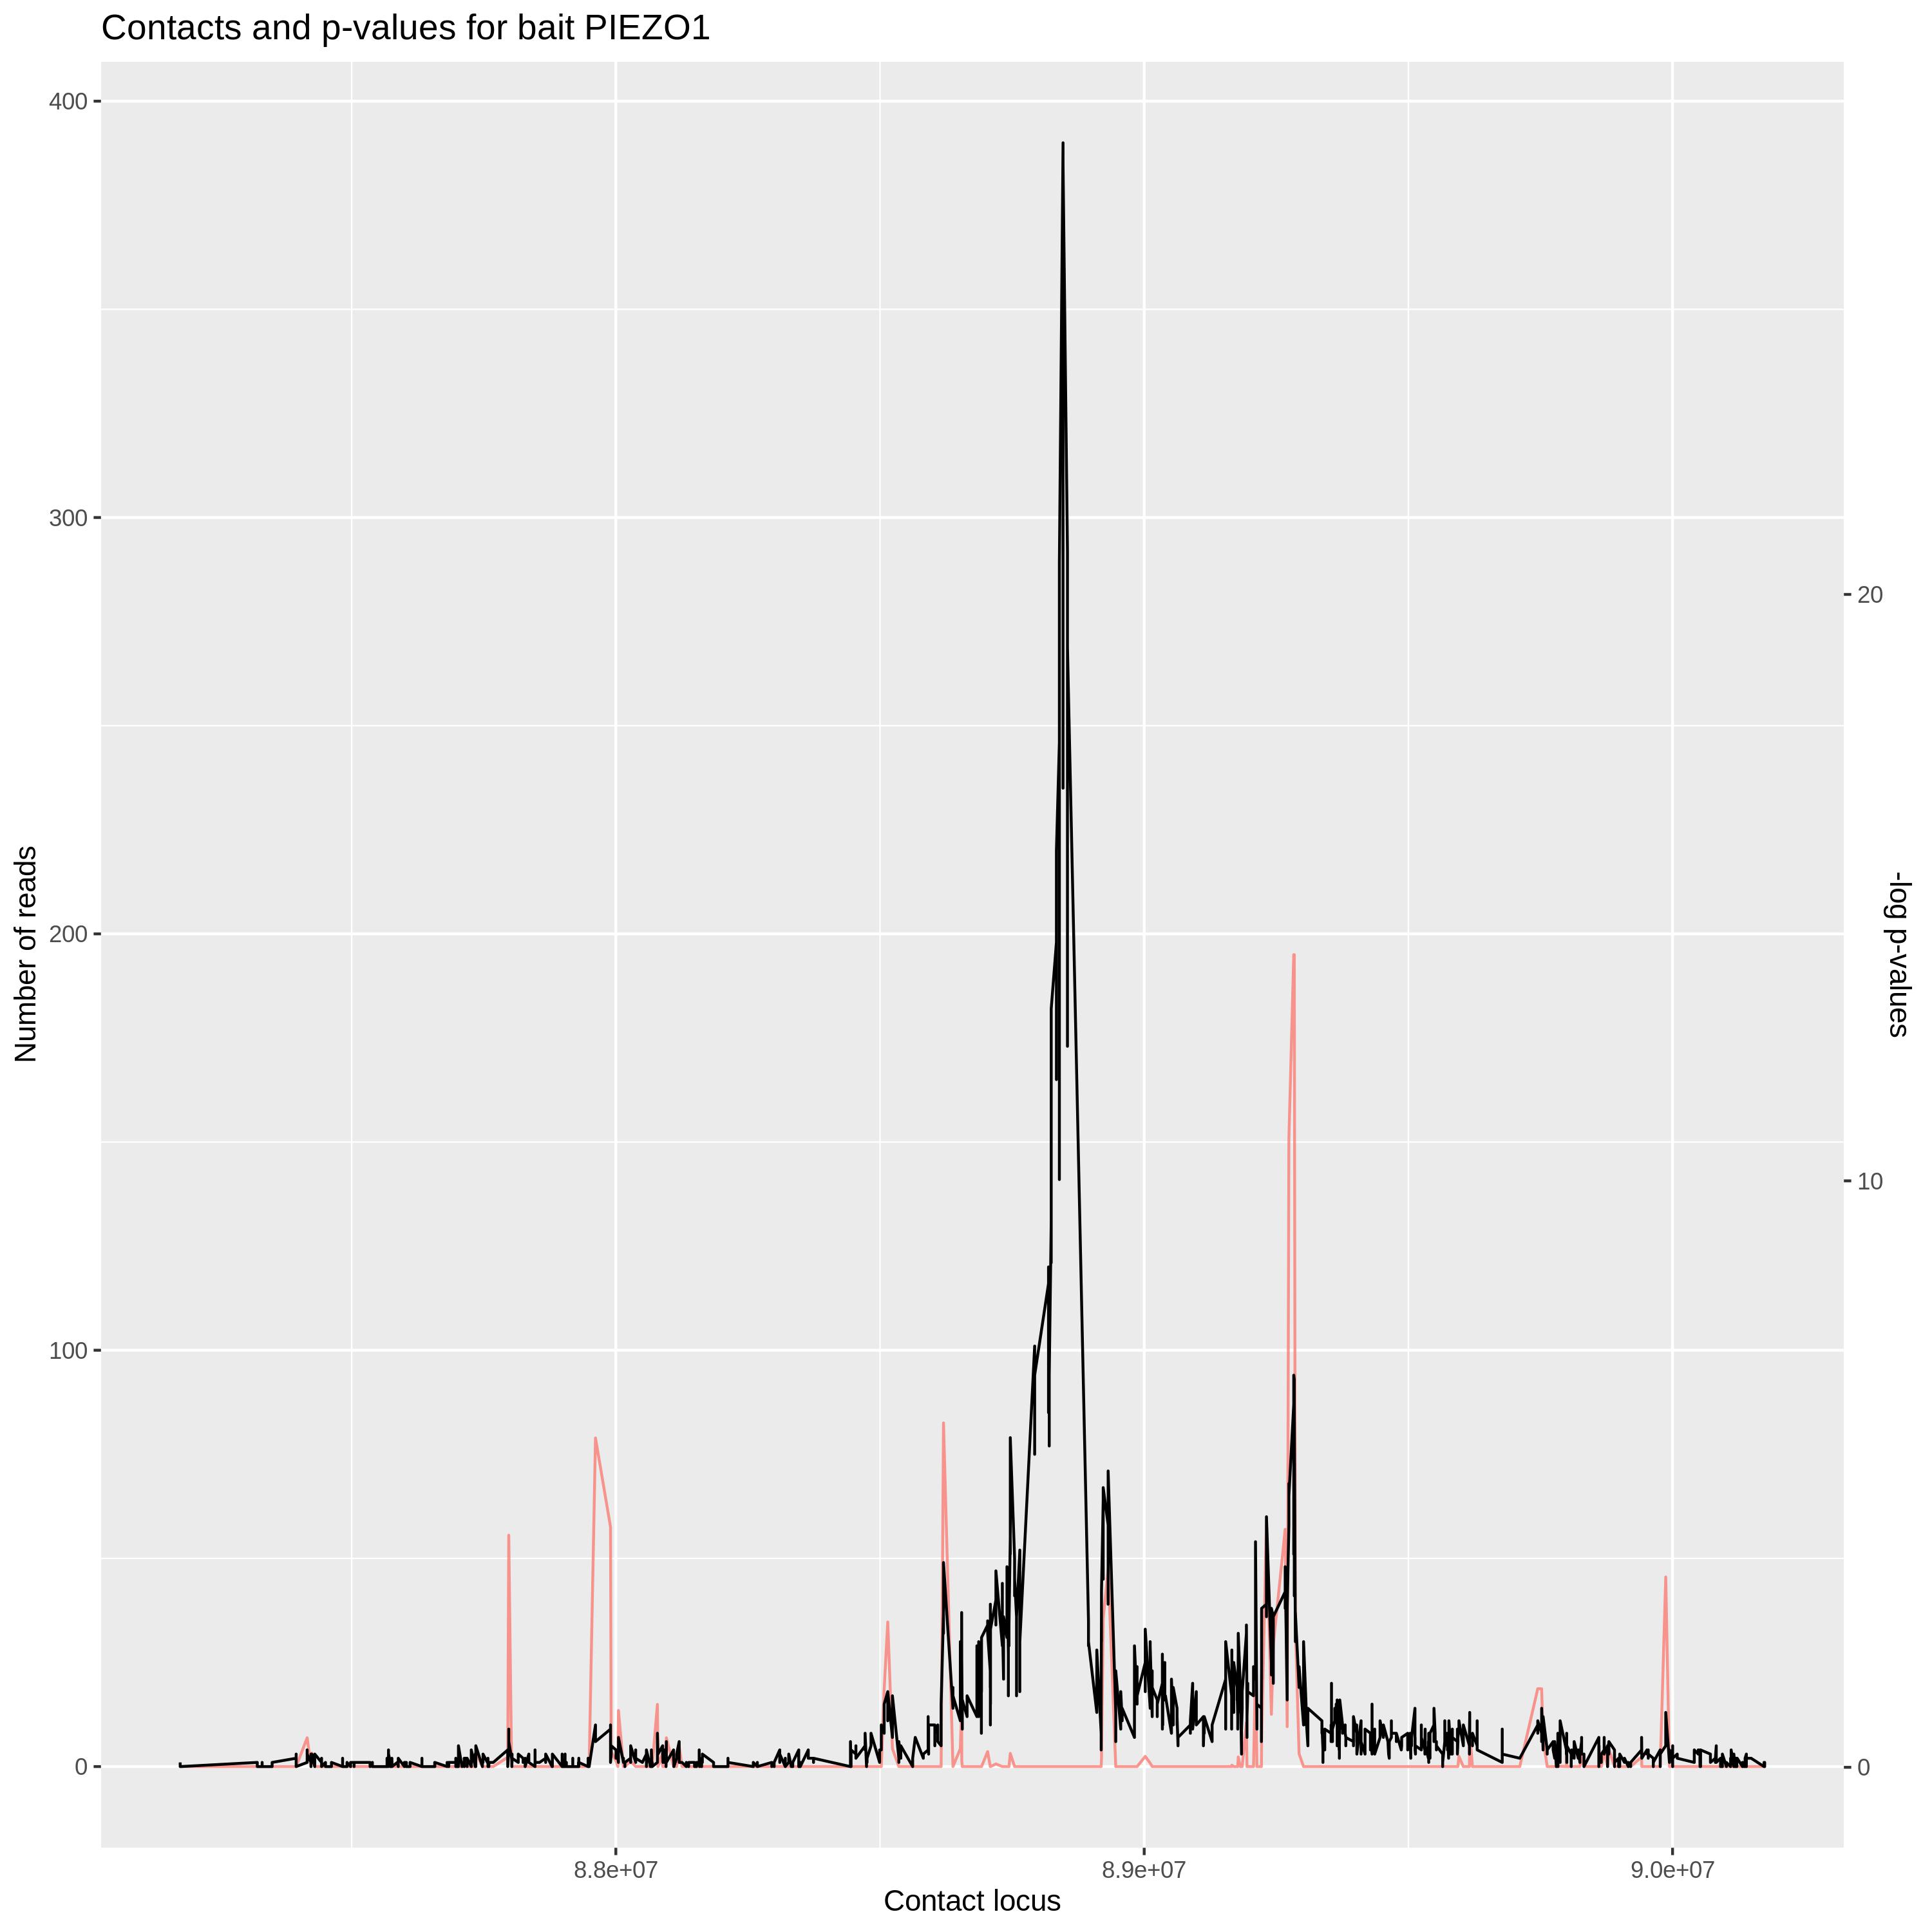 Contacts and p-values for bait PIEZO1
400
300
200
100
0
Number of reads
20
10
0
-log p-values
8.8e+07
8.9e+07
9.0e+07
Contact locus